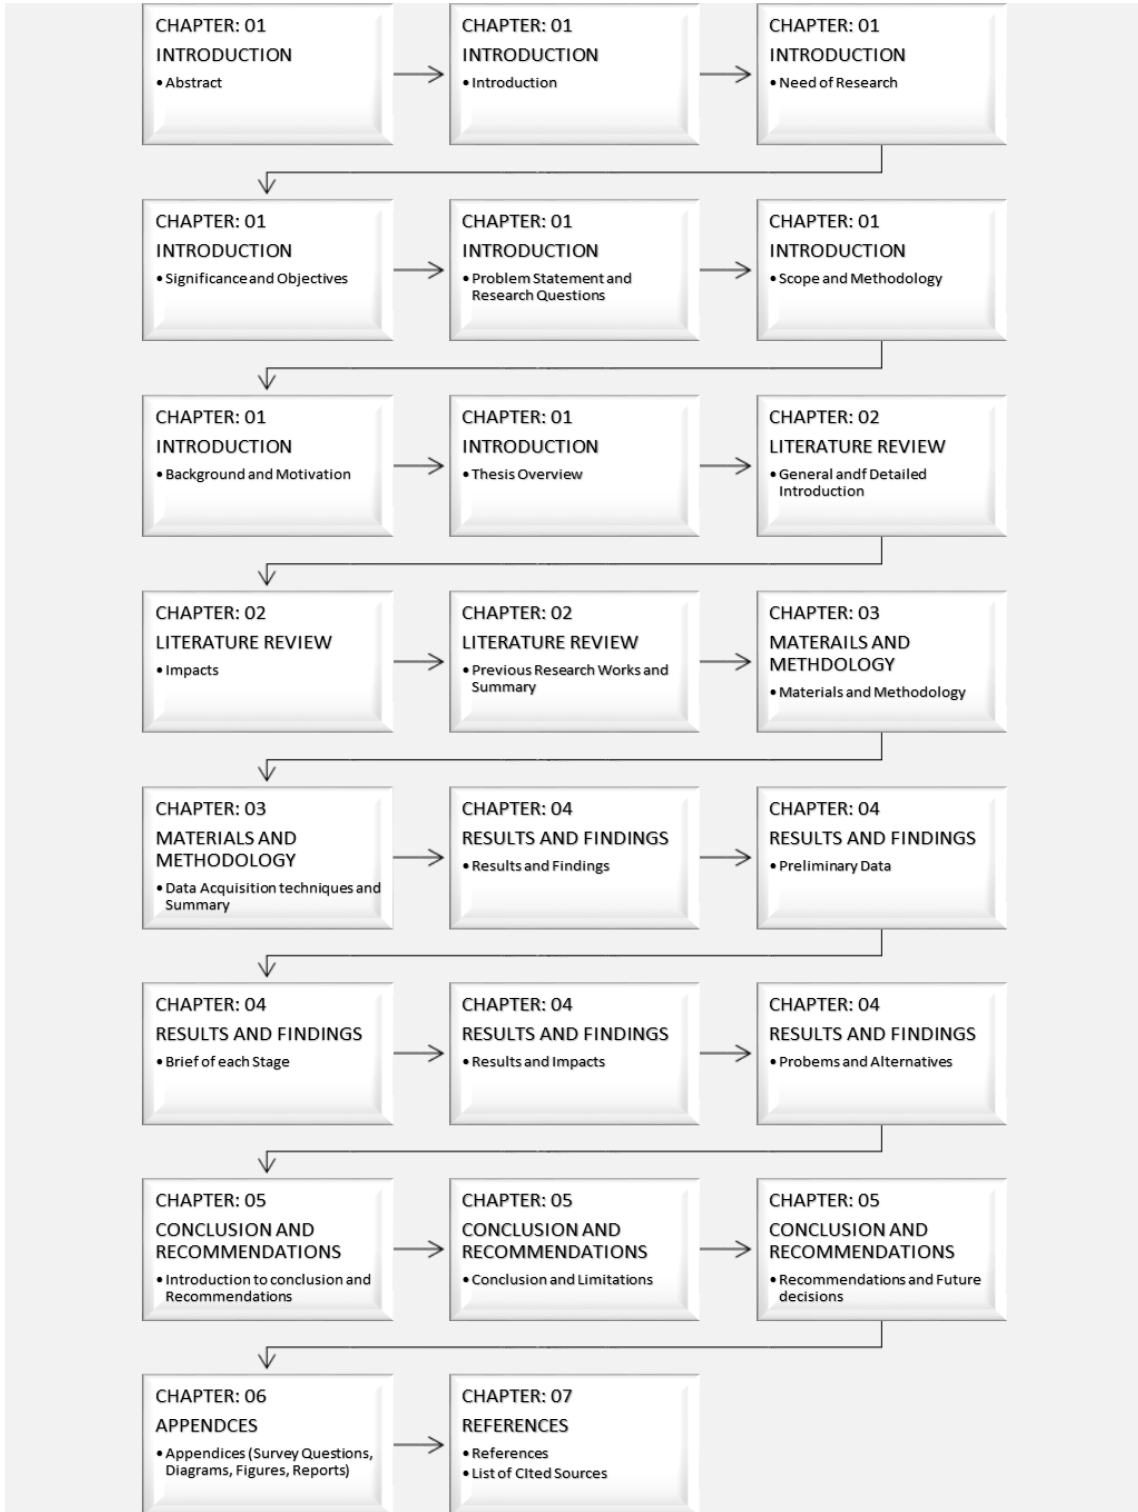 CHAPTER: 01
INTRODUCTION
• Abstract
CHAPTER: 01
INTRODUCTION
• Introduction
CHAPTER: 01
INTRODUCTION
• Need of Research
CHAPTER: 01
INTRODUCTION
• Significance and Objectives
CHAPTER: 01
INTRODUCTION
• Problem Statement and
Research Questions
CHAPTER: 01
INTRODUCTION
• Scope and Methodology
CHAPTER: 01
INTRODUCTION
• Background and Motivation
CHAPTER: 01
INTRODUCTION
• Thesis Overview
CHAPTER: 02
LITERATURE REVIEW
• General andf Detailed
Introduction
CHAPTER: 02
LITERATURE REVIEW
• Impacts
CHAPTER: 02
LITERATURE REVIEW
• Previous Research Works and
Summary
CHAPTER: 03
MATERAILS AND
METHDOLOGY
• Materials and Methodology
CHAPTER: 03
MATERIALS AND
METHODOLOGY
• Data Acquisition techniques and
Summary
CHAPTER: 04
RESULTS AND FINDINGS
• Results and Findings
CHAPTER: 04
RESULTS AND FINDINGS
• Preliminary Data
CHAPTER: 04
RESULTS AND FINDINGS
• Brief of each Stage
CHAPTER: 04
RESULTS AND FINDINGS
• Results and Impacts
CHAPTER: 04
RESULTS AND FINDINGS
• Probems and Alternatives
CHAPTER: 05
CONCLUSION AND
RECOMMENDATIONS
• Introduction to conclusion and
Recommendations
CHAPTER: 05
CONCLUSION AND
RECOMMENDATIONS
• Conclusion and Limitations
CHAPTER: 05
CONCLUSION AND
RECOMMENDATIONS
• Recommendations and Future
decisions
CHAPTER: 06
APPENDCES
• Appendices (Survey Questions,
Diagrams, Figures, Reports)
CHAPTER: 07
REFERENCES
• References
• List of CIted Sources